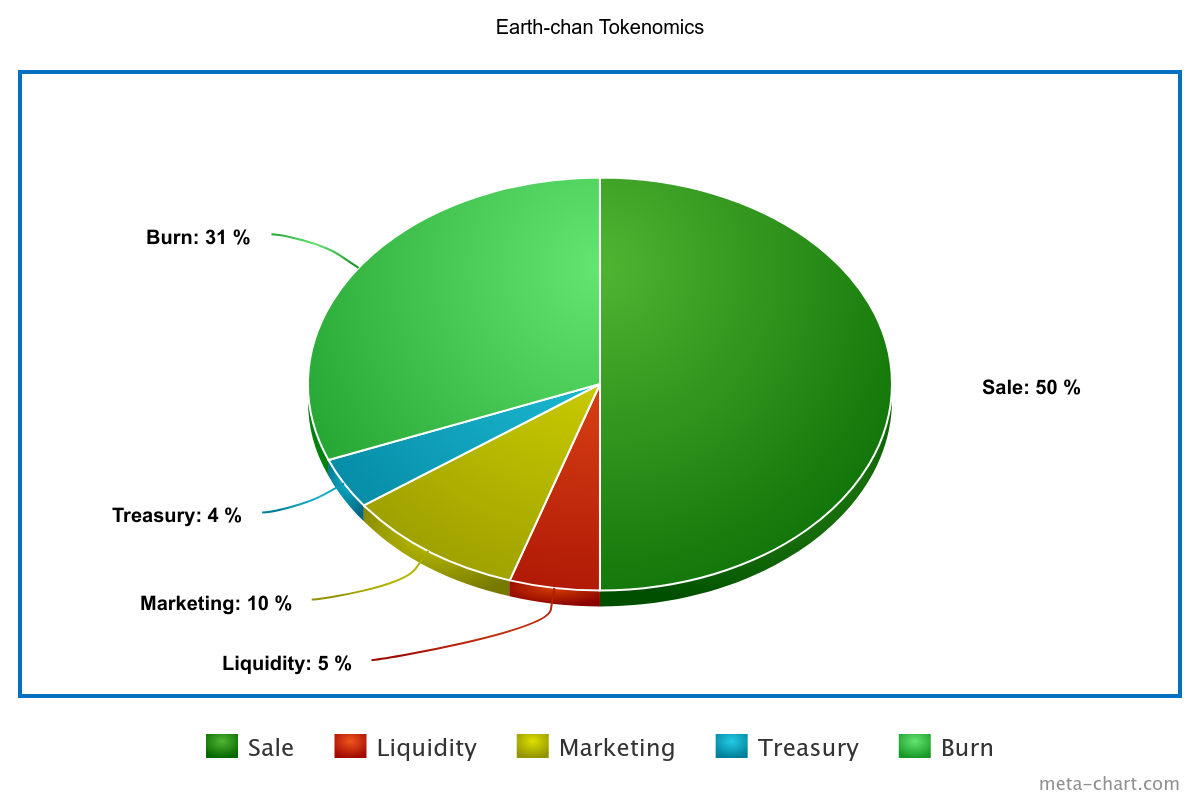 Earth-chan Tokenomics
Burn: 31 %
Sale: 50 %
Treasury: 4 %
Marketing: 10 %
Liquidity: 5 %
Sale Liquidity Marketing Treasury Burn
meta-chart.com